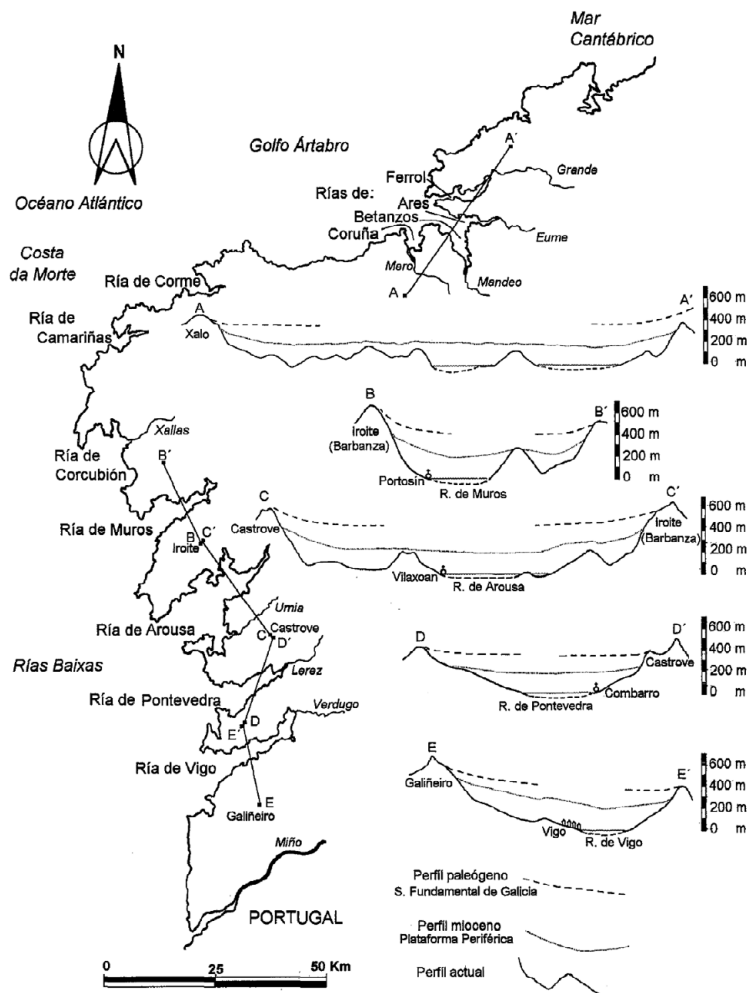 Mar
Cantábrico
N
Golfo Ártabro
A´
Grande
Ferrol
Océano Atlántico
Rías de:
Ares
Betanzos
Coruña
Eume
Costa
da Morte
Mero
Mandeo
A
Ría de Corme
A
A´
600 m
400 m
200 m
m
Xalo
Ría de
Camariñas
B
B´
600 m
400 m
200 m
0 m
Iroite
(Barbanza)
Portosín
R. de Muros
Xallas
Ría de
Corcubión
B´
C
C´
600 m
400 m
200 m
0 m
Castrove
Iroite
(Barbanza)
Vilaxoan
R. de Arousa
Ría de Muros
B
C´
Iroite
Umia
Ría de Arousa
C
Castrove
D´
D
D´
600 m
400 m
200 m
0 m
Castrove
Combarro
R. de Pontevedra
Rías Baixas
Lerez
Ría de Pontevedra
Verdugo
D
E´
Ría de Vigo
E
E´
600 m
400 m
200 m
0 m
Galiñeiro
Vigo
R. de Vigo
E
Galiñeiro
Miño
PORTUGAL
Perfil paleógeno
S. Fundamental de Galicia
Perfil mioceno
Plataforma Periférica
Perfil actual
0 25 50 Km